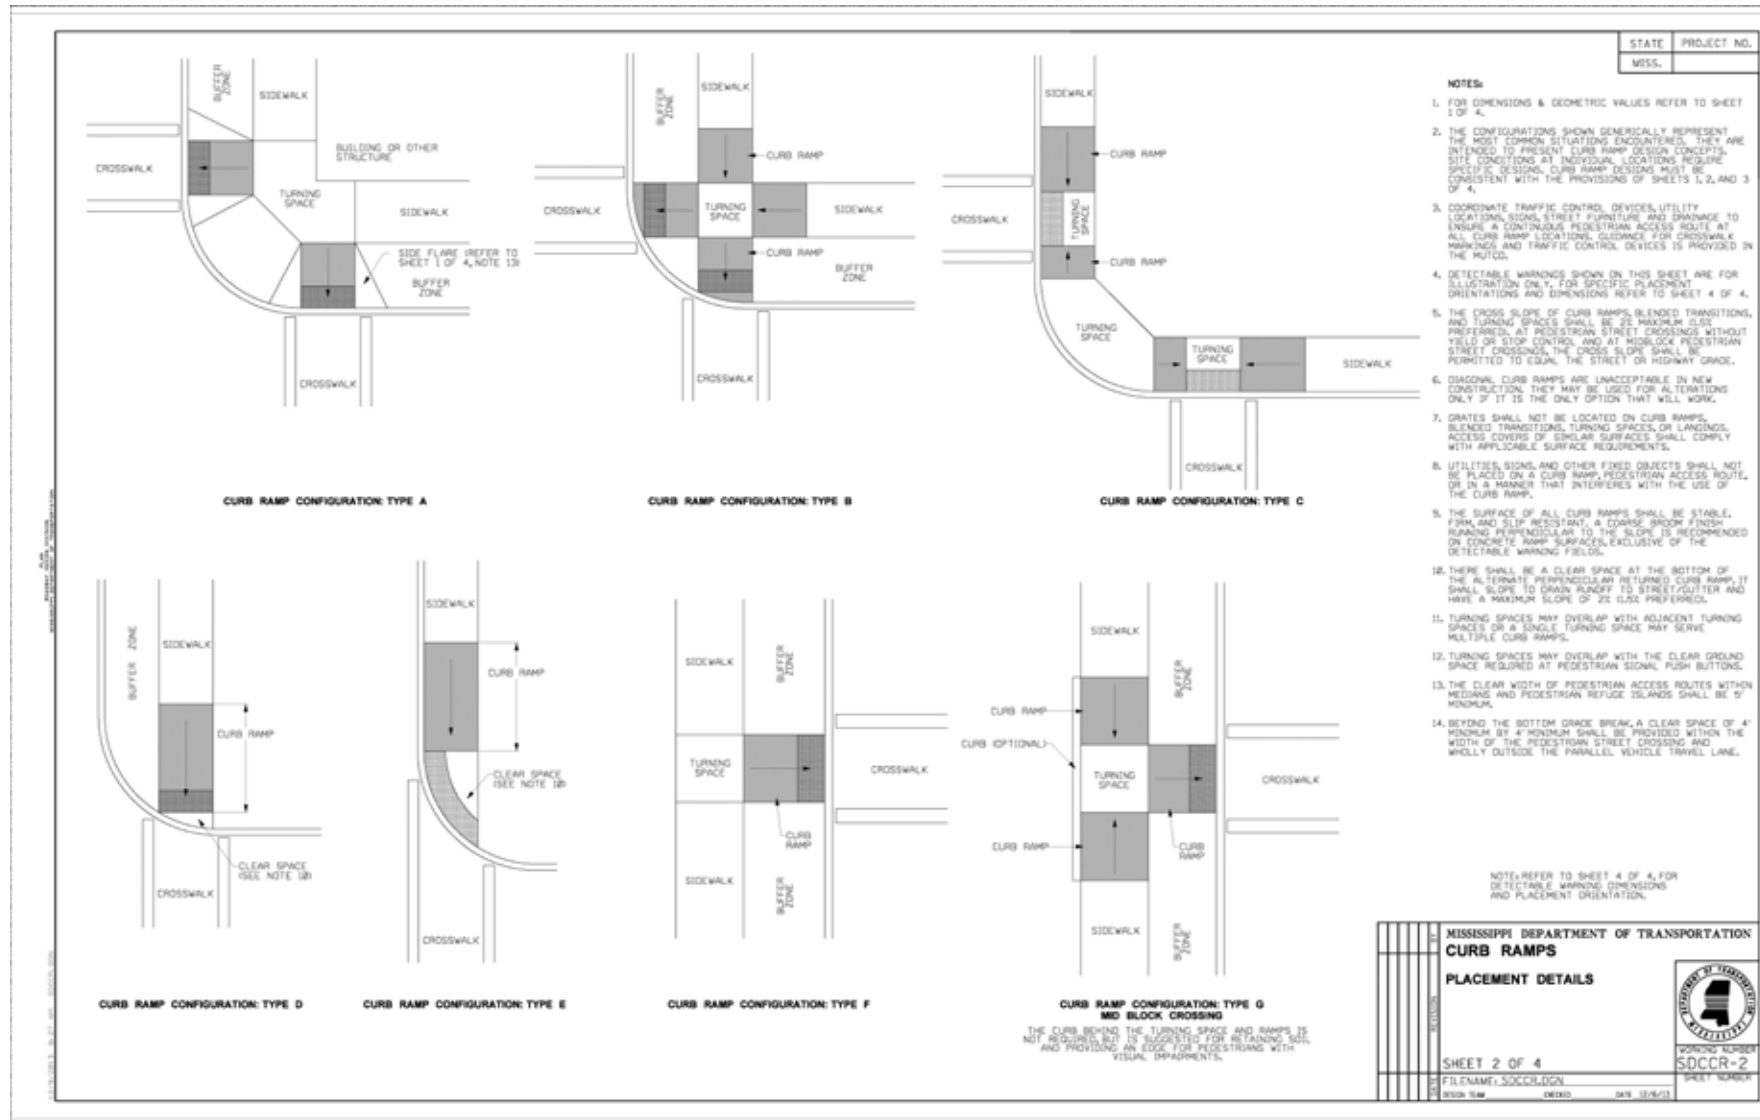 STATE PROJECT NO.
MISS.
BUFFER ZONE
SIDEWALK
BUILDING OR OTHER
STRUCTURE
CROSSWALK
TURNING
SPACE
SIDEWALK
SIDE FLARE (REFER TO
SHEET 1 OF 4, NOTE 13)
BUFFER
ZONE
CROSSWALK
CURB RAMP CONFIGURATION: TYPE A
BUFFER ZONE
SIDEWALK
CURB RAMP
CROSSWALK
TURNING
SPACE
SIDEWALK
CURB RAMP
BUFFER
ZONE
CROSSWALK
CURB RAMP CONFIGURATION: TYPE B
SIDEWALK
CURB RAMP
CROSSWALK
TURNING SPACE
CURB RAMP
TURNING
SPACE
TURNING
SPACE
SIDEWALK
CROSSWALK
CURB RAMP CONFIGURATION: TYPE C
BUFFER ZONE
SIDEWALK
CURB RAMP
CLEAR SPACE
(SEE NOTE 10)
CROSSWALK
CURB RAMP CONFIGURATION: TYPE D
SIDEWALK
CURB RAMP
CLEAR SPACE
(SEE NOTE 10)
CROSSWALK
CURB RAMP CONFIGURATION: TYPE E
SIDEWALK
BUFFER ZONE
TURNING
SPACE
CROSSWALK
CURB
RAMP
SIDEWALK
BUFFER ZONE
CURB RAMP CONFIGURATION: TYPE F
SIDEWALK
BUFFER ZONE
CURB RAMP
CURB (OPTIONAL)
TURNING
SPACE
CROSSWALK
CURB RAMP
CURB
RAMP
SIDEWALK
BUFFER ZONE
CURB RAMP CONFIGURATION: TYPE G
MID BLOCK CROSSING
THE CURB BEHIND THE TURNING SPACE AND RAMPS IS
NOT REQUIRED, BUT IS SUGGESTED FOR RETAINING SOIL
AND PROVIDING AN EDGE FOR PEDESTRIANS WITH
VISUAL IMPAIRMENTS.
NOTES:
1. FOR DIMENSIONS & GEOMETRIC VALUES REFER TO SHEET
1 OF 4.
2. THE CONFIGURATIONS SHOWN GENERICALLY REPRESENT
THE MOST COMMON SITUATIONS ENCOUNTERED. THEY ARE
INTENDED TO PRESENT CURB RAMP DESIGN CONCEPTS.
SITE CONDITIONS AT INDIVIDUAL LOCATIONS REQUIRE
SPECIFIC DESIGNS. CURB RAMP DESIGNS MUST BE
CONSISTENT WITH THE PROVISIONS OF SHEETS 1, 2, AND 3
OF 4.
3. COORDINATE TRAFFIC CONTROL DEVICES, UTILITY
LOCATIONS, SIGNS, STREET FURNITURE AND DRAINAGE TO
ENSURE A CONTINUOUS PEDESTRIAN ACCESS ROUTE AT
ALL CURB RAMP LOCATIONS. GUIDANCE FOR CROSSWALK
MARKINGS AND TRAFFIC CONTROL DEVICES IS PROVIDED IN
THE MUTCD.
4. DETECTABLE WARNINGS SHOWN ON THIS SHEET ARE FOR
ILLUSTRATION ONLY. FOR SPECIFIC PLACEMENT
ORIENTATIONS AND DIMENSIONS REFER TO SHEET 4 OF 4.
5. THE CROSS SLOPE OF CURB RAMPS, BLENDED TRANSITIONS,
AND TURNING SPACES SHALL BE 2% MAXIMUM (1.5%
PREFERRED). AT PEDESTRIAN STREET CROSSINGS WITHOUT
YIELD OR STOP CONTROL AND AT MIDBLOCK PEDESTRIAN
STREET CROSSINGS, THE CROSS SLOPE SHALL BE
PERMITTED TO EQUAL THE STREET OR HIGHWAY GRADE.
6. DIAGONAL CURB RAMPS ARE UNACCEPTABLE IN NEW
CONSTRUCTION. THEY MAY BE USED FOR ALTERATIONS
ONLY IF IT IS THE ONLY OPTION THAT WILL WORK.
7. GRATES SHALL NOT BE LOCATED ON CURB RAMPS,
BLENDED TRANSITIONS, TURNING SPACES, OR LANDINGS.
ACCESS COVERS OF SIMILAR SURFACES SHALL COMPLY
WITH APPLICABLE SURFACE REQUIREMENTS.
8. UTILITIES, SIGNS, AND OTHER FIXED OBJECTS SHALL NOT
BE PLACED ON A CURB RAMP, PEDESTRIAN ACCESS ROUTE,
OR IN A MANNER THAT INTERFERES WITH THE USE OF
THE CURB RAMP.
9. THE SURFACE OF ALL CURB RAMPS SHALL BE STABLE,
FIRM, AND SLIP RESISTANT. A COARSE BROOM FINISH
RUNNING PERPENDICULAR TO THE SLOPE IS RECOMMENDED
ON CONCRETE RAMP SURFACES, EXCLUSIVE OF THE
DETECTABLE WARNING FIELDS.
10. THERE SHALL BE A CLEAR SPACE AT THE BOTTOM OF
THE ALTERNATE PERPENDICULAR RETURNED CURB RAMP. IT
SHALL SLOPE TO DRAIN RUNOFF TO STREET/GUTTER AND
HAVE A MAXIMUM SLOPE OF 2% (1.5% PREFERRED).
11. TURNING SPACES MAY OVERLAP WITH ADJACENT TURNING
SPACES OR A SINGLE TURNING SPACE MAY SERVE
MULTIPLE CURB RAMPS.
12. TURNING SPACES MAY OVERLAP WITH THE CLEAR GROUND
SPACE REQUIRED AT PEDESTRIAN SIGNAL PUSH BUTTONS.
13. THE CLEAR WIDTH OF PEDESTRIAN ACCESS ROUTES WITHIN
MEDIANS AND PEDESTRIAN REFUGE ISLANDS SHALL BE 5'
MINIMUM.
14. BEYOND THE BOTTOM GRADE BREAK, A CLEAR SPACE OF 4'
MINIMUM BY 4' MINIMUM SHALL BE PROVIDED WITHIN THE
WIDTH OF THE PEDESTRIAN STREET CROSSING AND
WHOLLY OUTSIDE THE PARALLEL VEHICLE TRAVEL LANE.
NOTE: REFER TO SHEET 4 OF 4, FOR
DETECTABLE WARNING DIMENSIONS
AND PLACEMENT ORIENTATION.
BY
REVISION
DATE
MISSISSIPPI DEPARTMENT OF TRANSPORTATION
CURB RAMPS
PLACEMENT DETAILS
DEPARTMENT OF TRANSPORTATION
MISSISSIPPI
WORKING NUMBER
SDCCR-2
SHEET NUMBER
SHEET 2 OF 4
FILENAME: SDCCR.DGN
DESIGN TEAM CHECKED DATE 12/6/13